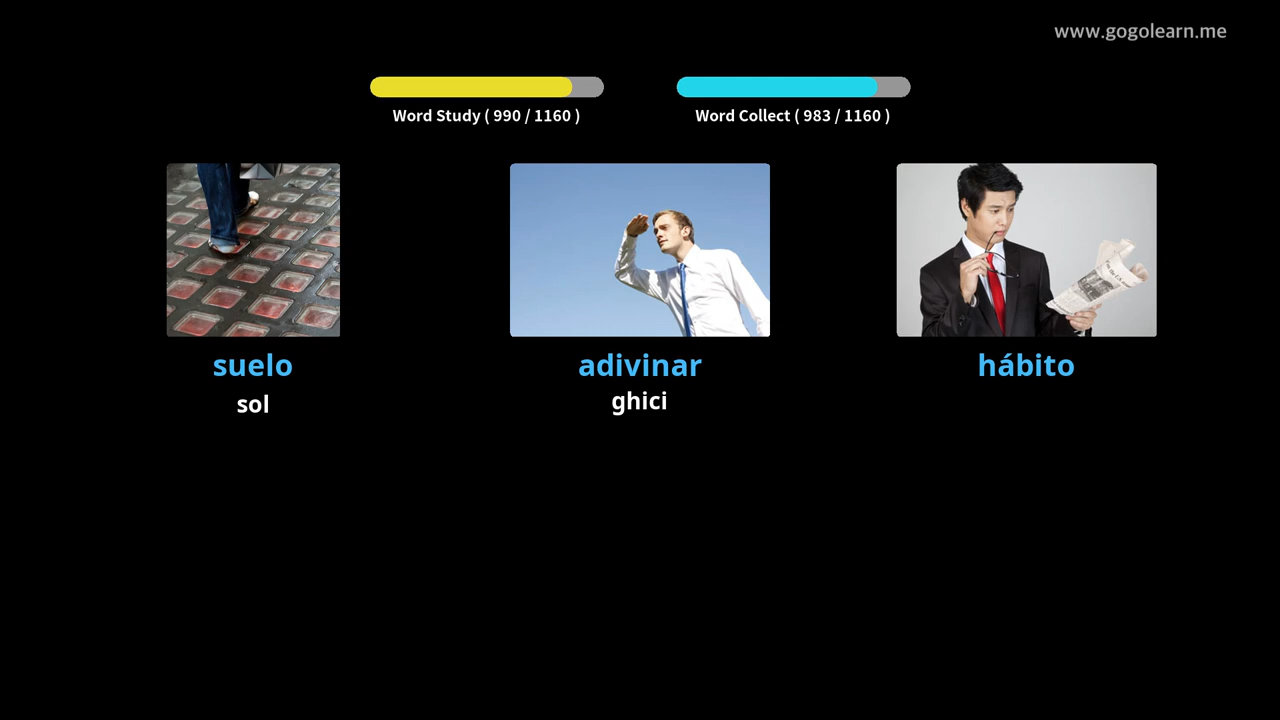 www.gogolearn.me
Word Study ( 990 / 1160 )
Word Collect ( 983 / 1160 )
suelo
sol
adivinar
ghici
hábito